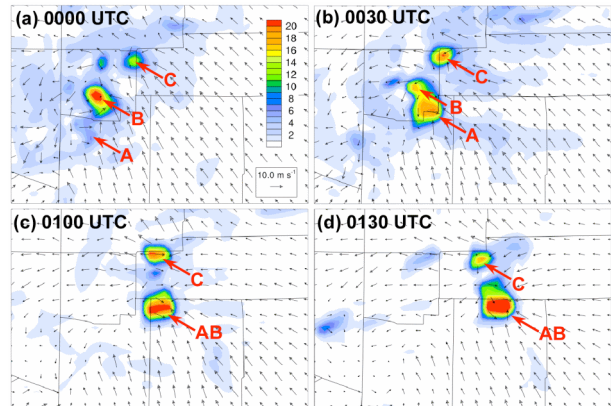 (a) 0000 UTC
20
18
16
14
12
10
8
6
4
2
C
B
A
10.0 m s⁻¹
(b) 0030 UTC
C
B
A
(c) 0100 UTC
C
AB
(d) 0130 UTC
C
AB